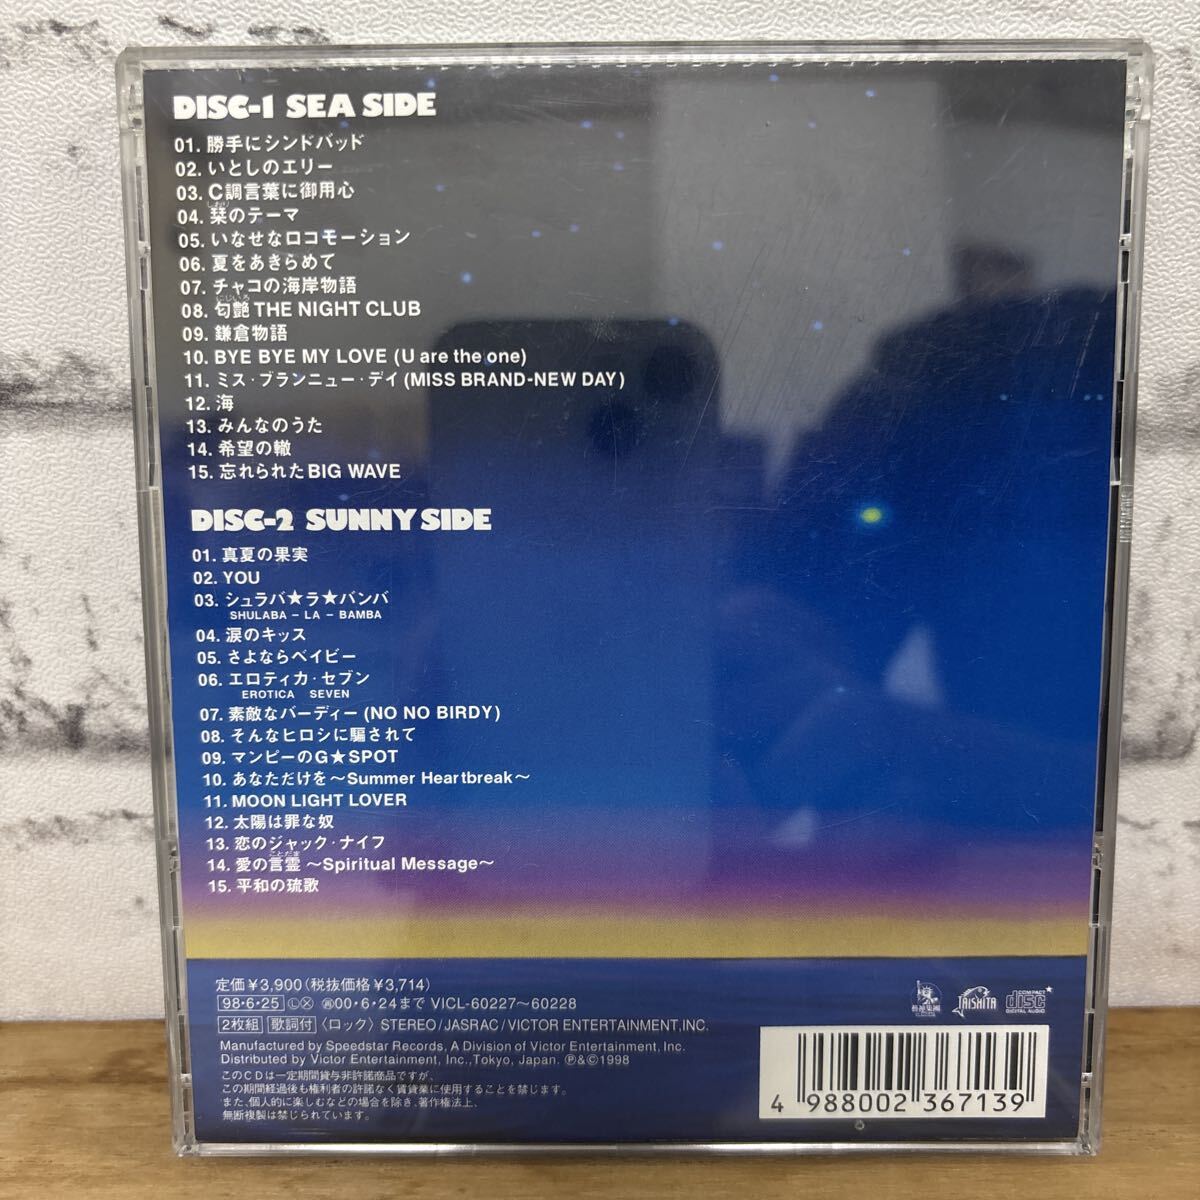 DISC-1 SEA SIDE
01. 勝手にシンドバッド
02. いとしのエリー
03. C調言葉に御用心
しおり
04. 栞のテーマ
05. いなせなロコモーション
06. 夏をあきらめて
07. チャコの海岸物語
にじいろ
08. 匂艶 THE NIGHT CLUB
09. 鎌倉物語
10. BYE BYE MY LOVE (U are the one)
11. ミス・ブランニュー・デイ (MISS BRAND-NEW DAY)
12. 海
13. みんなのうた
14. 希望の轍
15. 忘れられた BIG WAVE
DISC-2 SUNNY SIDE
01. 真夏の果実
02. YOU
03. シュラバ★ラ★バンバ
SHULABA - LA - BAMBA
04. 涙のキッス
05. さよならベイビー
06. エロティカ・セブン
EROTICA SEVEN
07. 素敵なバーディー (NO NO BIRDY)
08. そんなヒロシに騙されて
09. マンピーのG★SPOT
10. あなただけを〜Summer Heartbreak〜
11. MOON LIGHT LOVER
12. 太陽は罪な奴
13. 恋のジャック・ナイフ
ことだま
14. 愛の言霊 〜Spiritual Message〜
15. 平和の琉歌
定価¥3,900(税抜価格¥3,714)
98・6・25 Ⓛ Ⓧ 00・6・24まで VICL-60227〜60228
2枚組 歌詞付 〈ロック〉 STEREO/JASRAC/VICTOR ENTERTAINMENT, INC.
Manufactured by Speedstar Records, A Division of Victor Entertainment, Inc.
Distributed by Victor Entertainment, Inc., Tokyo, Japan. ℗&©1998
このCDは一定期間貸与非許諾商品ですが、
この期間経過後も権利者の許諾なく賃貸業に使用することを禁じます。
また、個人的に楽しむなどの場合を除き、著作権法上、
無断複製は禁じられています。
TAISHITA
COMPACT
disc
DIGITAL AUDIO
4 988002 367139